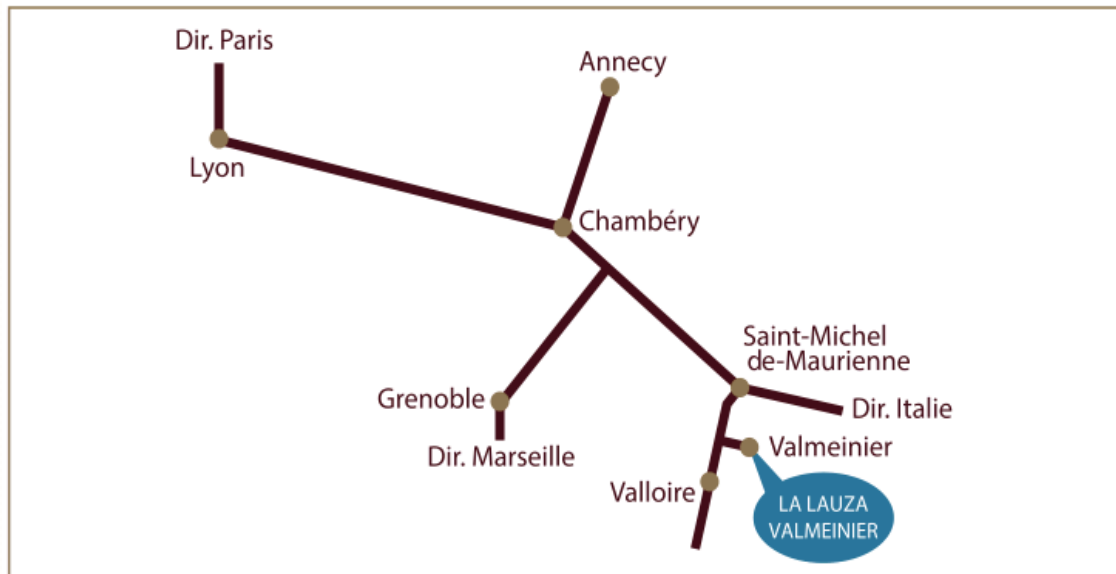 Dir. Paris
Annecy
Lyon
Chambéry
Saint-Michel
de-Maurienne
Grenoble
Dir. Italie
Dir. Marseille
Valmeinier
Valloire
LA LAUZA
VALMEINIER